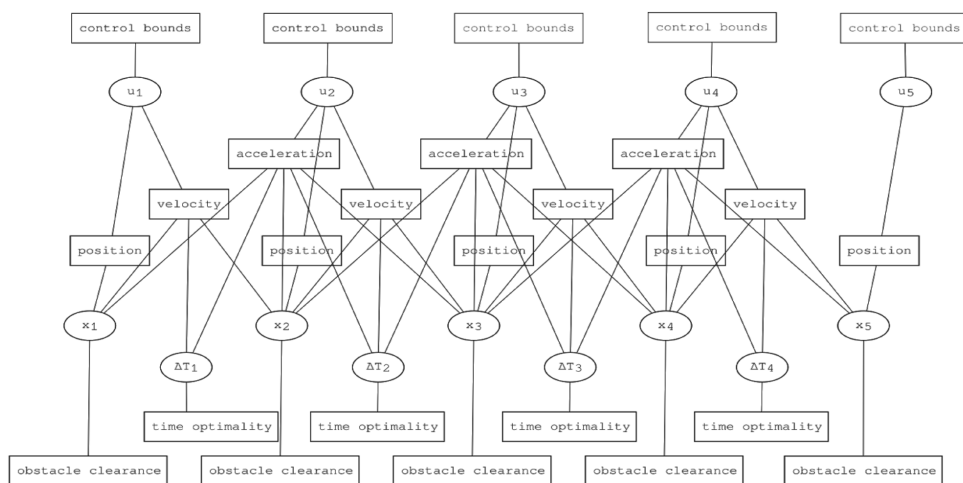 control bounds
control bounds
control bounds
control bounds
control bounds
u1
u2
u3
u4
u5
acceleration
acceleration
acceleration
velocity
velocity
velocity
velocity
position
position
position
position
position
x1
x2
x3
x4
x5
ΔT1
ΔT2
ΔT3
ΔT4
time optimality
time optimality
time optimality
time optimality
obstacle clearance
obstacle clearance
obstacle clearance
obstacle clearance
obstacle clearance